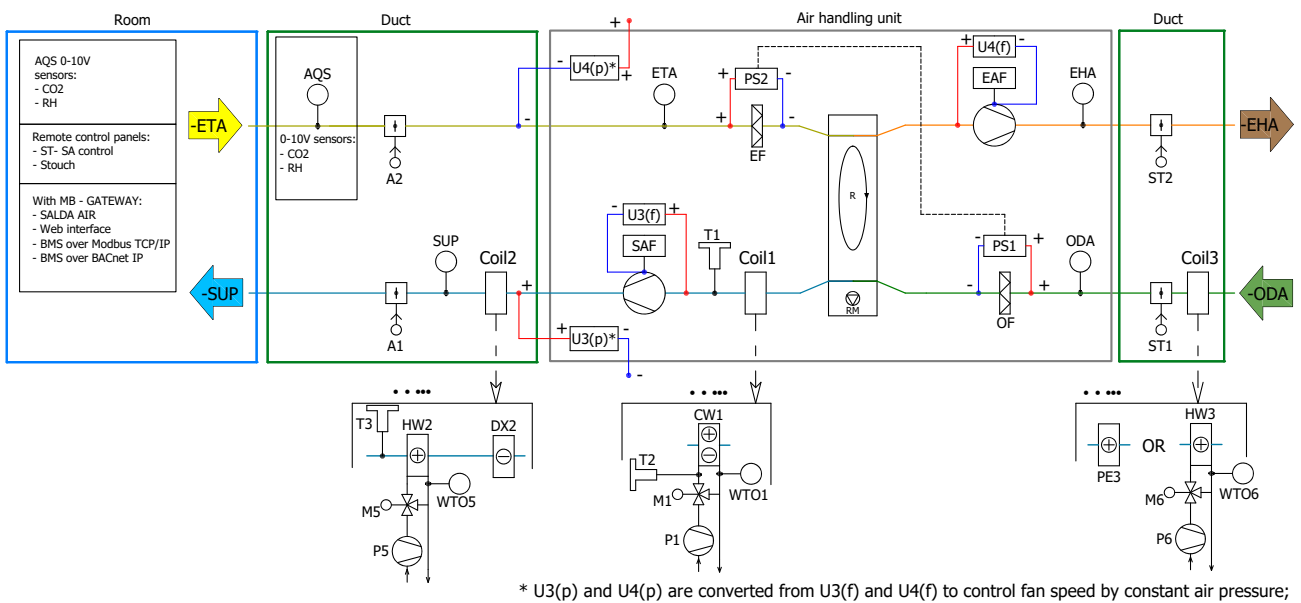 Room
Duct
Air handling unit
Duct
AQS 0-10V
sensors:
- CO2
- RH
Remote control panels:
- ST- SA control
- Stouch
With MB - GATEWAY:
- SALDA AIR
- Web interface
- BMS over Modbus TCP/IP
- BMS over BACnet IP
-ETA
-SUP
AQS
0-10V sensors:
- CO2
- RH
A2
SUP
Coil2
A1
+
-
U4(p)*
+
-
ETA
+
PS2
-
+
-
EF
+
U4(f)
-
EAF
+
-
EHA
ST2
-EHA
-
U3(f)
+
SAF
T1
Coil1
R
RM
-
PS1
+
-
+
OF
ODA
Coil3
-ODA
ST1
+
+
U3(p)*
-
-
T3
HW2
DX2
M5
WTO5
P5
CW1
T2
M1
WTO1
P1
PE3
OR
HW3
M6
WTO6
P6
* U3(p) and U4(p) are converted from U3(f) and U4(f) to control fan speed by constant air pressure;